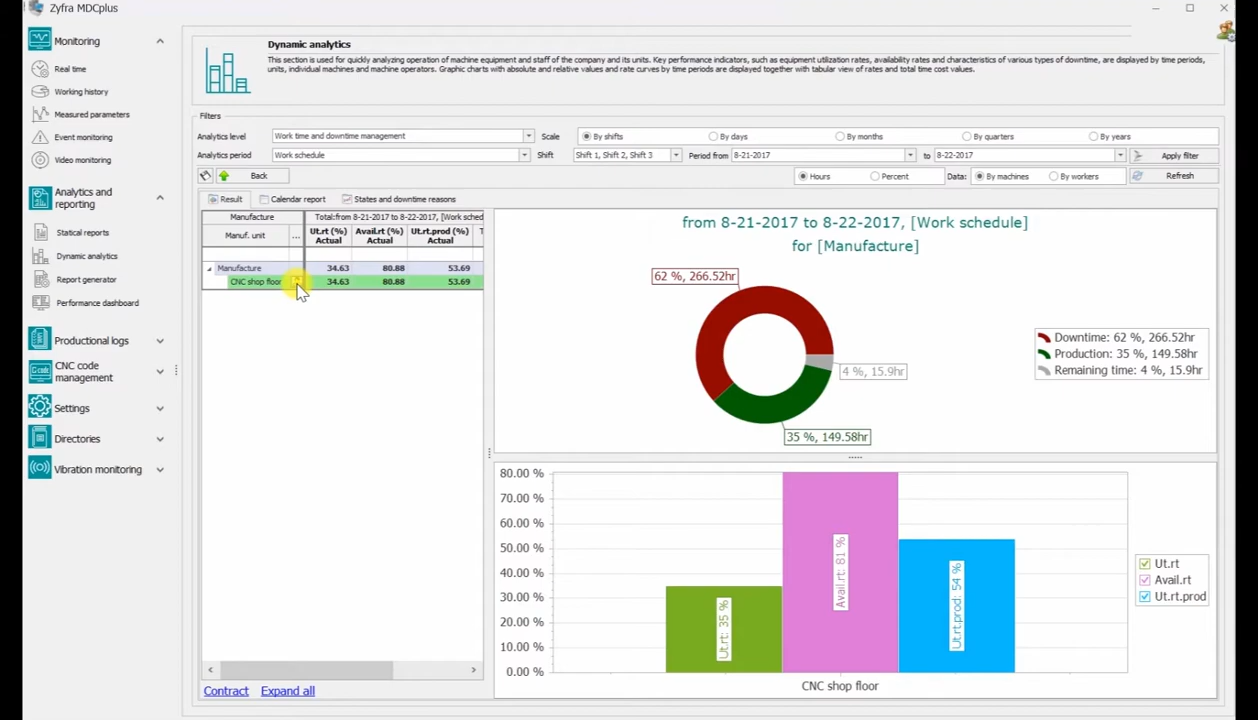 Zyfra MDCplus
Monitoring
Real time
Working history
Measured parameters
Event monitoring
Video monitoring
Analytics and
reporting
Statical reports
Dynamic analytics
Report generator
Performance dashboard
Productional logs
CNC code
management
Settings
Directories
Vibration monitoring
Dynamic analytics
This section is used for quickly analyzing operation of machine equipment and staff of the company and its units. Key performance indicators, such as equipment utilization rates, availability rates and characteristics of various types of downtime, are displayed by time periods,
units, individual machines and machine operators. Graphic charts with absolute and relative values and rate curves by time periods are displayed together with tabular view of rates and total time cost values.
Filters
Analytics level Work time and downtime management Scale By shifts By days By months By quarters By years
Analytics period Work schedule Shift Shift 1, Shift 2, Shift 3 Period from 8-21-2017 to 8-22-2017 Apply filter
Back Hours Percent Data: By machines By workers Refresh
Result Calendar report States and downtime reasons
Manufacture Total:from 8-21-2017 to 8-22-2017, [Work sched
Manuf. unit ... Ut.rt (%) Actual Avail.rt (%) Actual Ut.rt.prod (%) Actual
Manufacture 34.63 80.88 53.69
CNC shop floor 34.63 80.88 53.69
Contract Expand all
from 8-21-2017 to 8-22-2017, [Work schedule]
for [Manufacture]
62 %, 266.52hr
4 %, 15.9hr
35 %, 149.58hr
Downtime: 62 %, 266.52hr
Production: 35 %, 149.58hr
Remaining time: 4 %, 15.9hr
80.00 %
70.00 %
60.00 %
50.00 %
40.00 %
30.00 %
20.00 %
10.00 %
0.00 %
Ut.rt: 35 %
Avail.rt: 81 %
Ut.rt.prod: 54 %
CNC shop floor
Ut.rt
Avail.rt
Ut.rt.prod